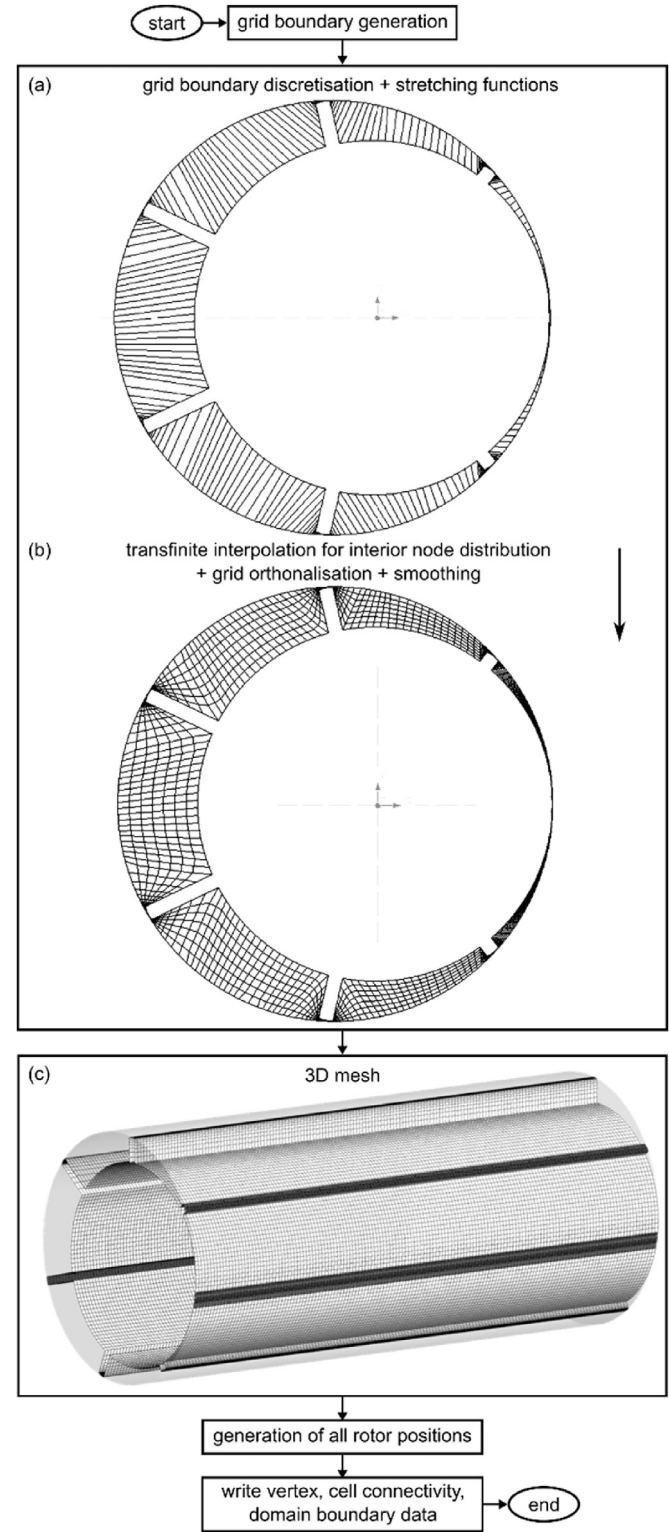 start
grid boundary generation
(a)
grid boundary discretisation + stretching functions
(b)
transfinite interpolation for interior node distribution
+ grid orthonalisation + smoothing
(c)
3D mesh
generation of all rotor positions
write vertex, cell connectivity,
domain boundary data
end